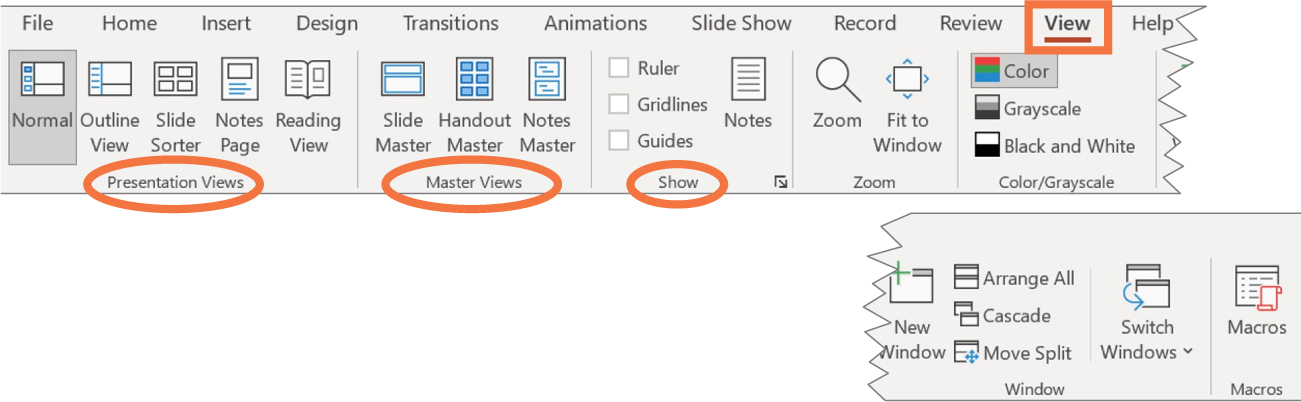 File Home Insert Design Transitions Animations Slide Show Record Review View Help
Normal
Outline
View
Slide
Sorter
Notes
Page
Reading
View
Presentation Views
Slide
Master
Handout
Master
Notes
Master
Master Views
Ruler
Gridlines
Guides
Notes
Show
Zoom
Fit to
Window
Zoom
Color
Grayscale
Black and White
Color/Grayscale
New
Window
Arrange All
Cascade
Move Split
Switch
Windows
Window
Macros
Macros